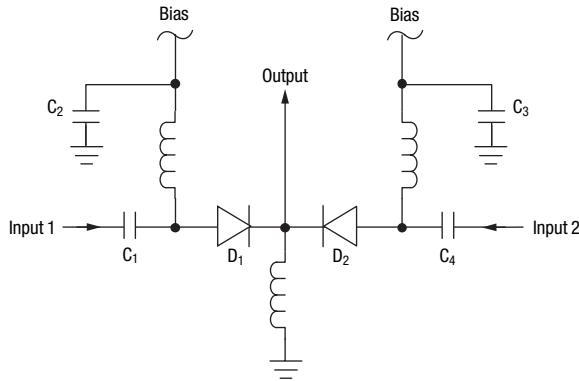 Bias
Bias
Output
C2
C3
Input 1
C1
D1
D2
C4
Input 2